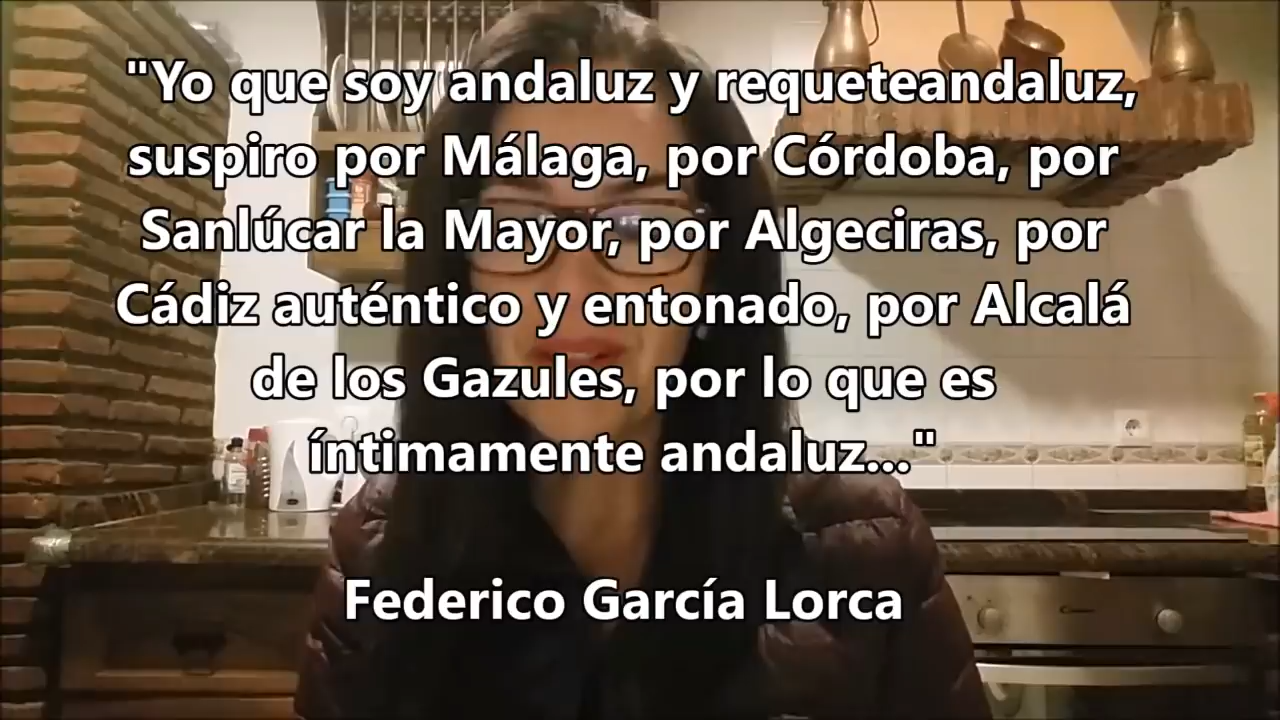 "Yo que soy andaluz y requeteandaluz,
suspiro por Málaga, por Córdoba, por
Sanlúcar la Mayor, por Algeciras, por
Cádiz auténtico y entonado, por Alcalá
de los Gazules, por lo que es
íntimamente andaluz..."
Federico García Lorca